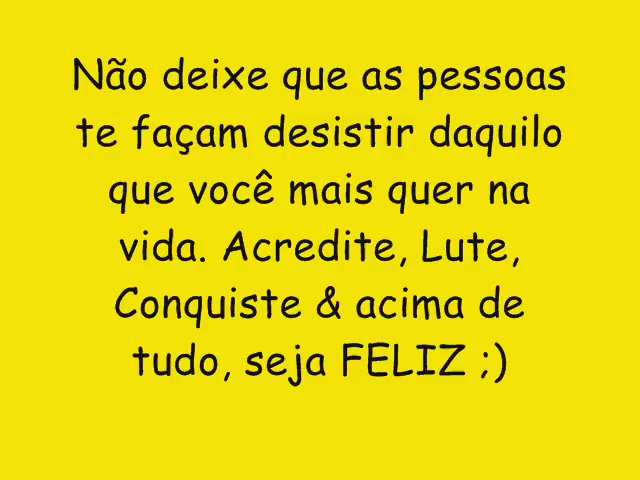 Não deixe que as pessoas
te façam desistir daquilo
que você mais quer na
vida. Acredite, Lute,
Conquiste & acima de
tudo, seja FELIZ ;)